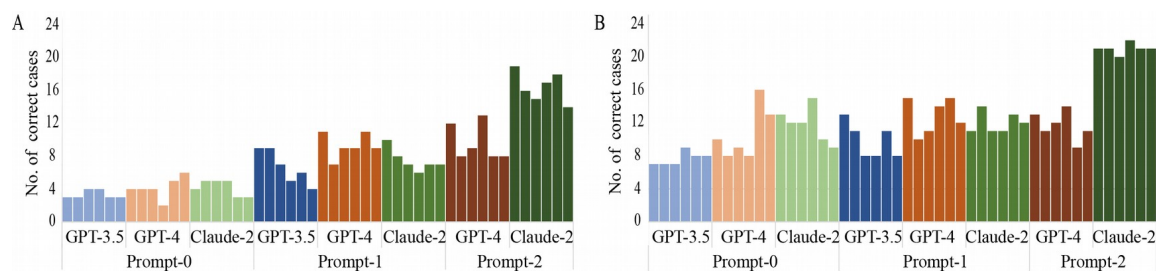 A
No. of correct cases
24
20
16
12
8
4
0
GPT-3.5 GPT-4 Claude-2 GPT-3.5 GPT-4 Claude-2 GPT-4 Claude-2
Prompt-0 Prompt-1 Prompt-2
B
No. of correct cases
24
20
16
12
8
4
0
GPT-3.5 GPT-4 Claude-2 GPT-3.5 GPT-4 Claude-2 GPT-4 Claude-2
Prompt-0 Prompt-1 Prompt-2